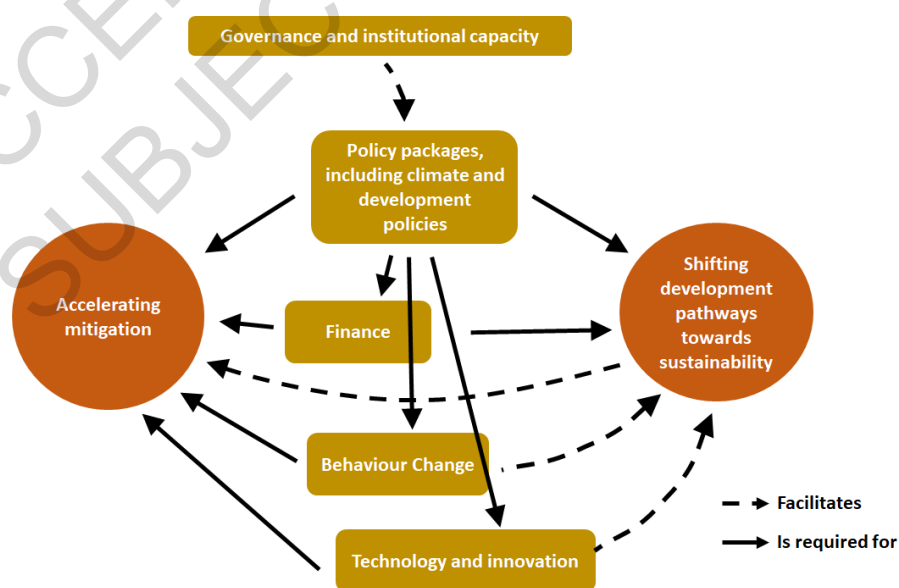 Governance and institutional capacity
Policy packages,
including climate and
development
policies
Accelerating
mitigation
Finance
Shifting
development
pathways
towards
sustainability
Behaviour Change
Technology and innovation
Facilitates
Is required for
SUBJEC